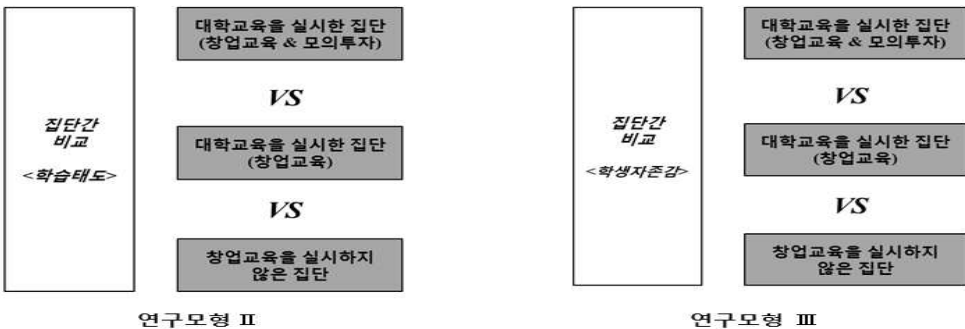 집단간
비교
<학습태도>
대학교육을 실시한 집단
(창업교육 & 모의투자)
VS
대학교육을 실시한 집단
(창업교육)
VS
창업교육을 실시하지
않은 집단
연구모형 Ⅱ
집단간
비교
<학생자존감>
대학교육을 실시한 집단
(창업교육 & 모의투자)
VS
대학교육을 실시한 집단
(창업교육)
VS
창업교육을 실시하지
않은 집단
연구모형 Ⅲ